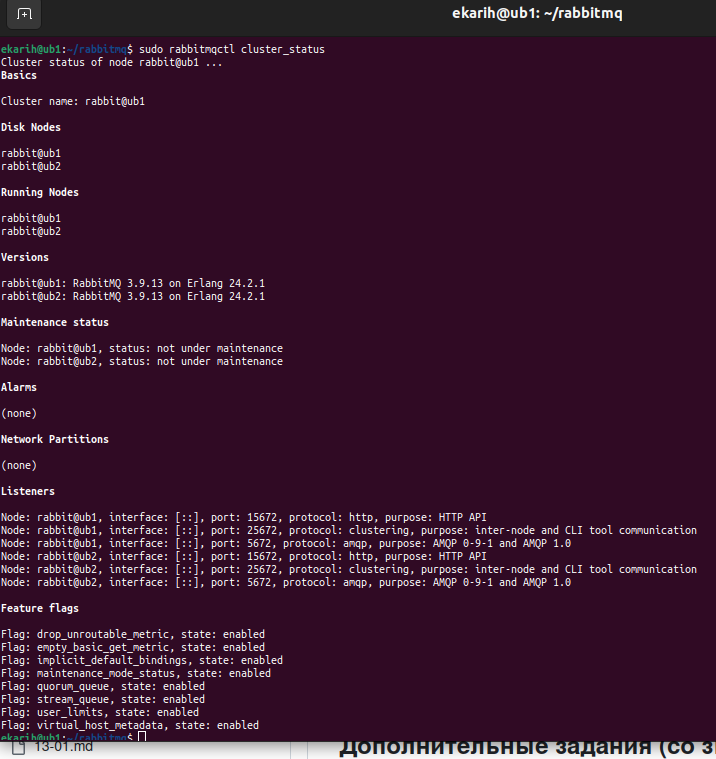 ekarih@ub1: ~/rabbitmq
ekarih@ub1:~/rabbitmq$ sudo rabbitmqctl cluster_status
Cluster status of node rabbit@ub1 ...
Basics
Cluster name: rabbit@ub1
Disk Nodes
rabbit@ub1
rabbit@ub2
Running Nodes
rabbit@ub1
rabbit@ub2
Versions
rabbit@ub1: RabbitMQ 3.9.13 on Erlang 24.2.1
rabbit@ub2: RabbitMQ 3.9.13 on Erlang 24.2.1
Maintenance status
Node: rabbit@ub1, status: not under maintenance
Node: rabbit@ub2, status: not under maintenance
Alarms
(none)
Network Partitions
(none)
Listeners
Node: rabbit@ub1, interface: [::], port: 15672, protocol: http, purpose: HTTP API
Node: rabbit@ub1, interface: [::], port: 25672, protocol: clustering, purpose: inter-node and CLI tool communication
Node: rabbit@ub1, interface: [::], port: 5672, protocol: amqp, purpose: AMQP 0-9-1 and AMQP 1.0
Node: rabbit@ub2, interface: [::], port: 15672, protocol: http, purpose: HTTP API
Node: rabbit@ub2, interface: [::], port: 25672, protocol: clustering, purpose: inter-node and CLI tool communication
Node: rabbit@ub2, interface: [::], port: 5672, protocol: amqp, purpose: AMQP 0-9-1 and AMQP 1.0
Feature flags
Flag: drop_unroutable_metric, state: enabled
Flag: empty_basic_get_metric, state: enabled
Flag: implicit_default_bindings, state: enabled
Flag: maintenance_mode_status, state: enabled
Flag: quorum_queue, state: enabled
Flag: stream_queue, state: enabled
Flag: user_limits, state: enabled
Flag: virtual_host_metadata, state: enabled
ekarih@ub1:~/rabbitmq$
13-01.md
Дополнительные задания (со з